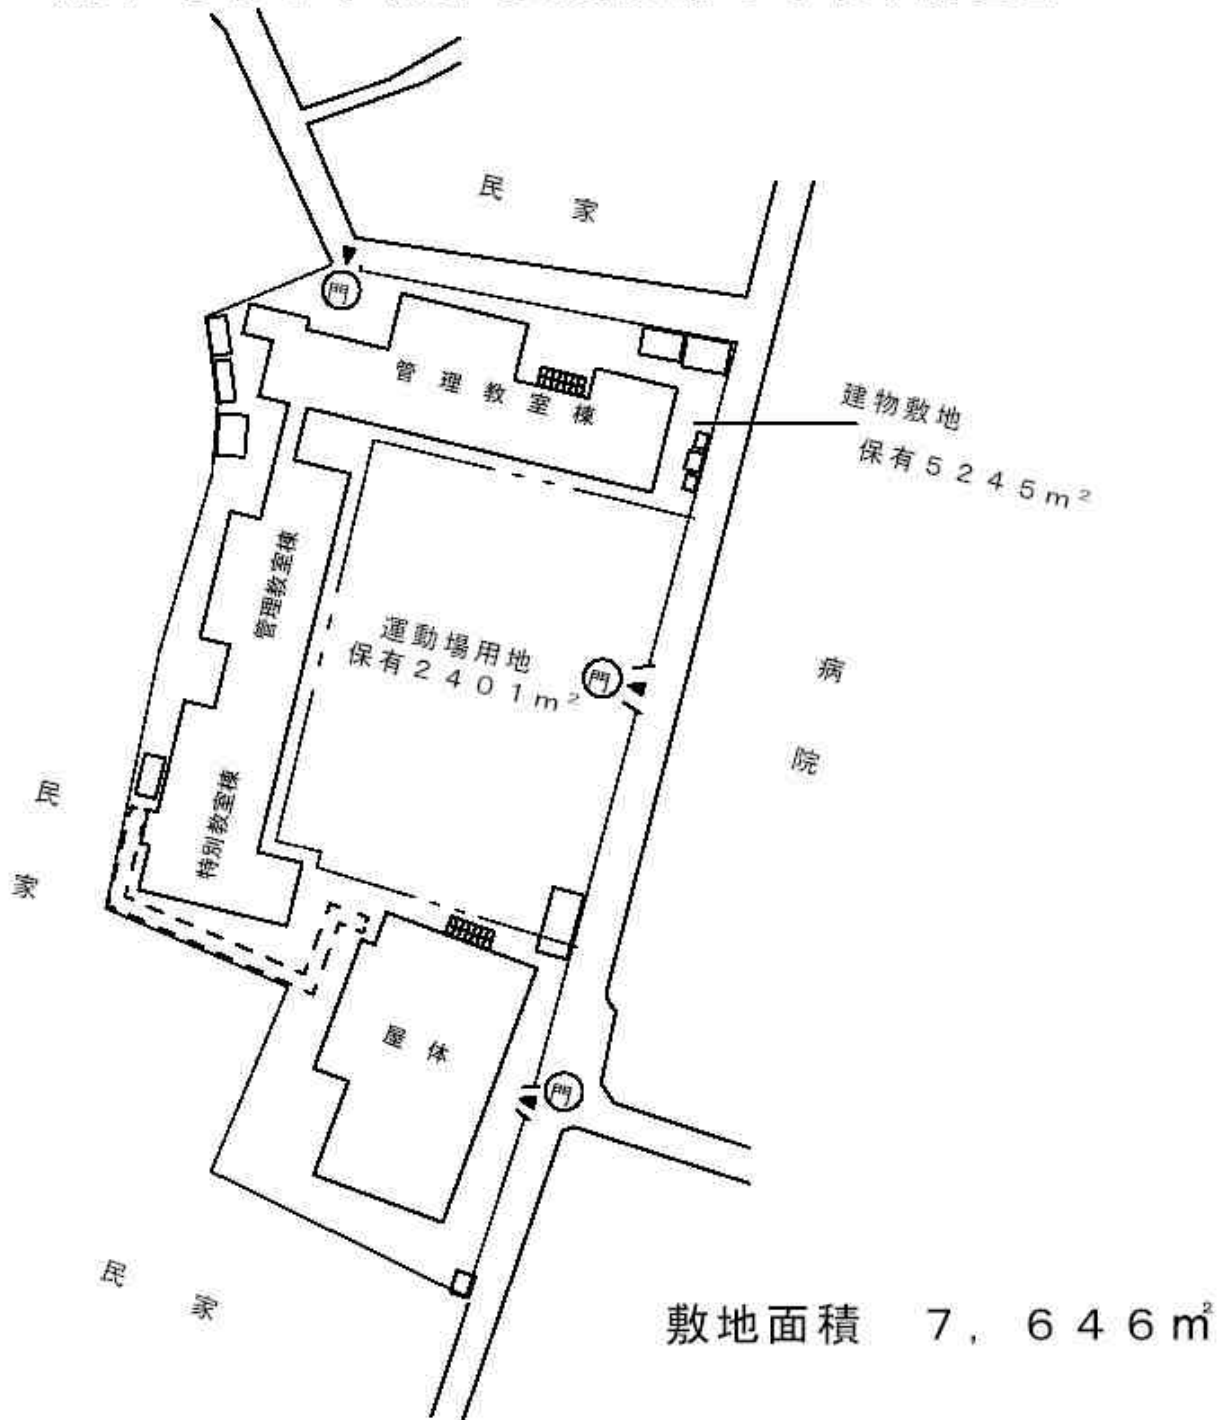 民家
門
管理教室棟
建物敷地
保有5245m²
管理教室棟
運動場用地
保有2401m²
門
病院
民家
特別教室棟
屋体
門
民家
敷地面積 7,646㎡